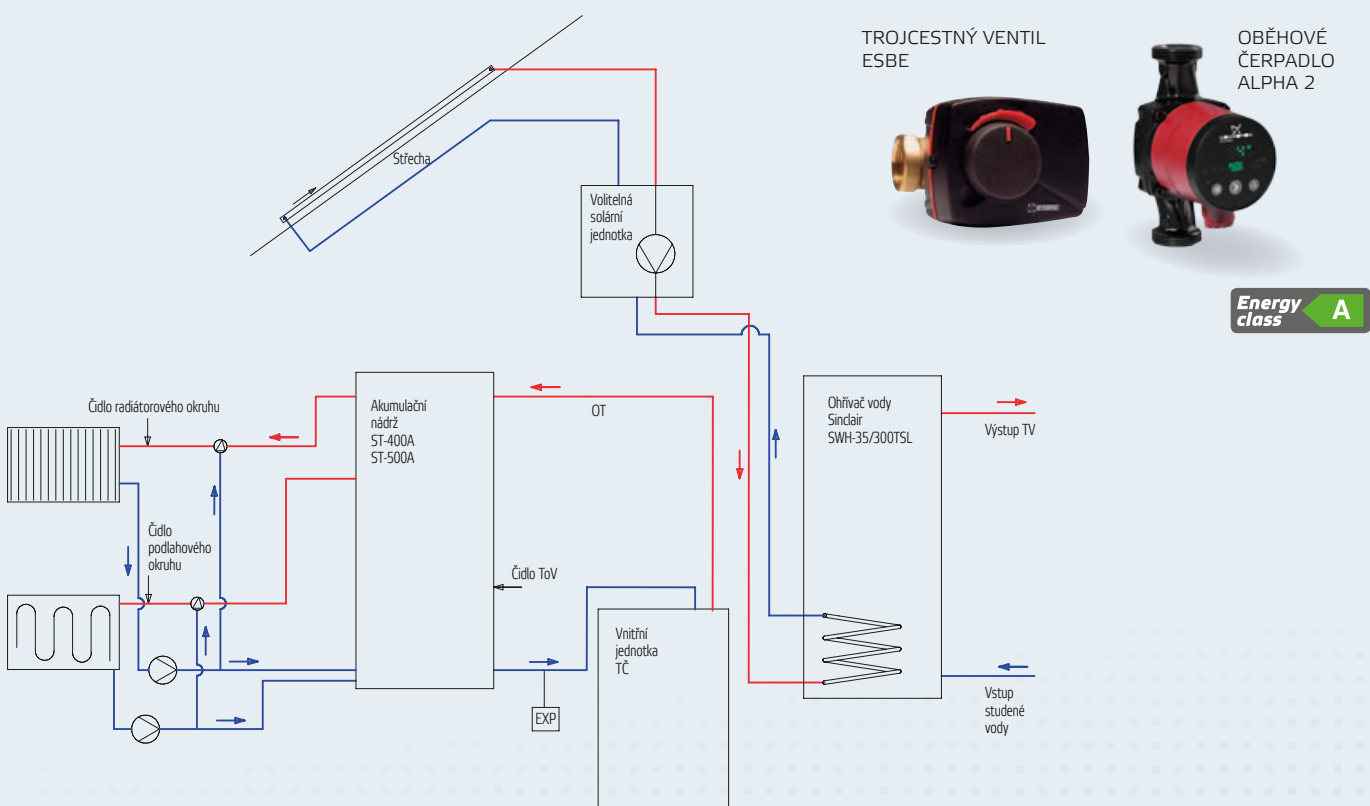 TROJCESTNÝ VENTIL
ESBE
OBĚHOVÉ
ČERPADLO
ALPHA 2
Energy
class
A
Střecha
Volitelná
solární
jednotka
Čidlo radiátorového okruhu
Akumulační
nádrž
ST-400A
ST-500A
OT
Ohřívač vody
Sinclair
SWH-35/300TSL
Výstup TV
Čidlo
podlahového
okruhu
Čidlo ToV
Vnitřní
jednotka
TČ
EXP
Vstup
studené
vody